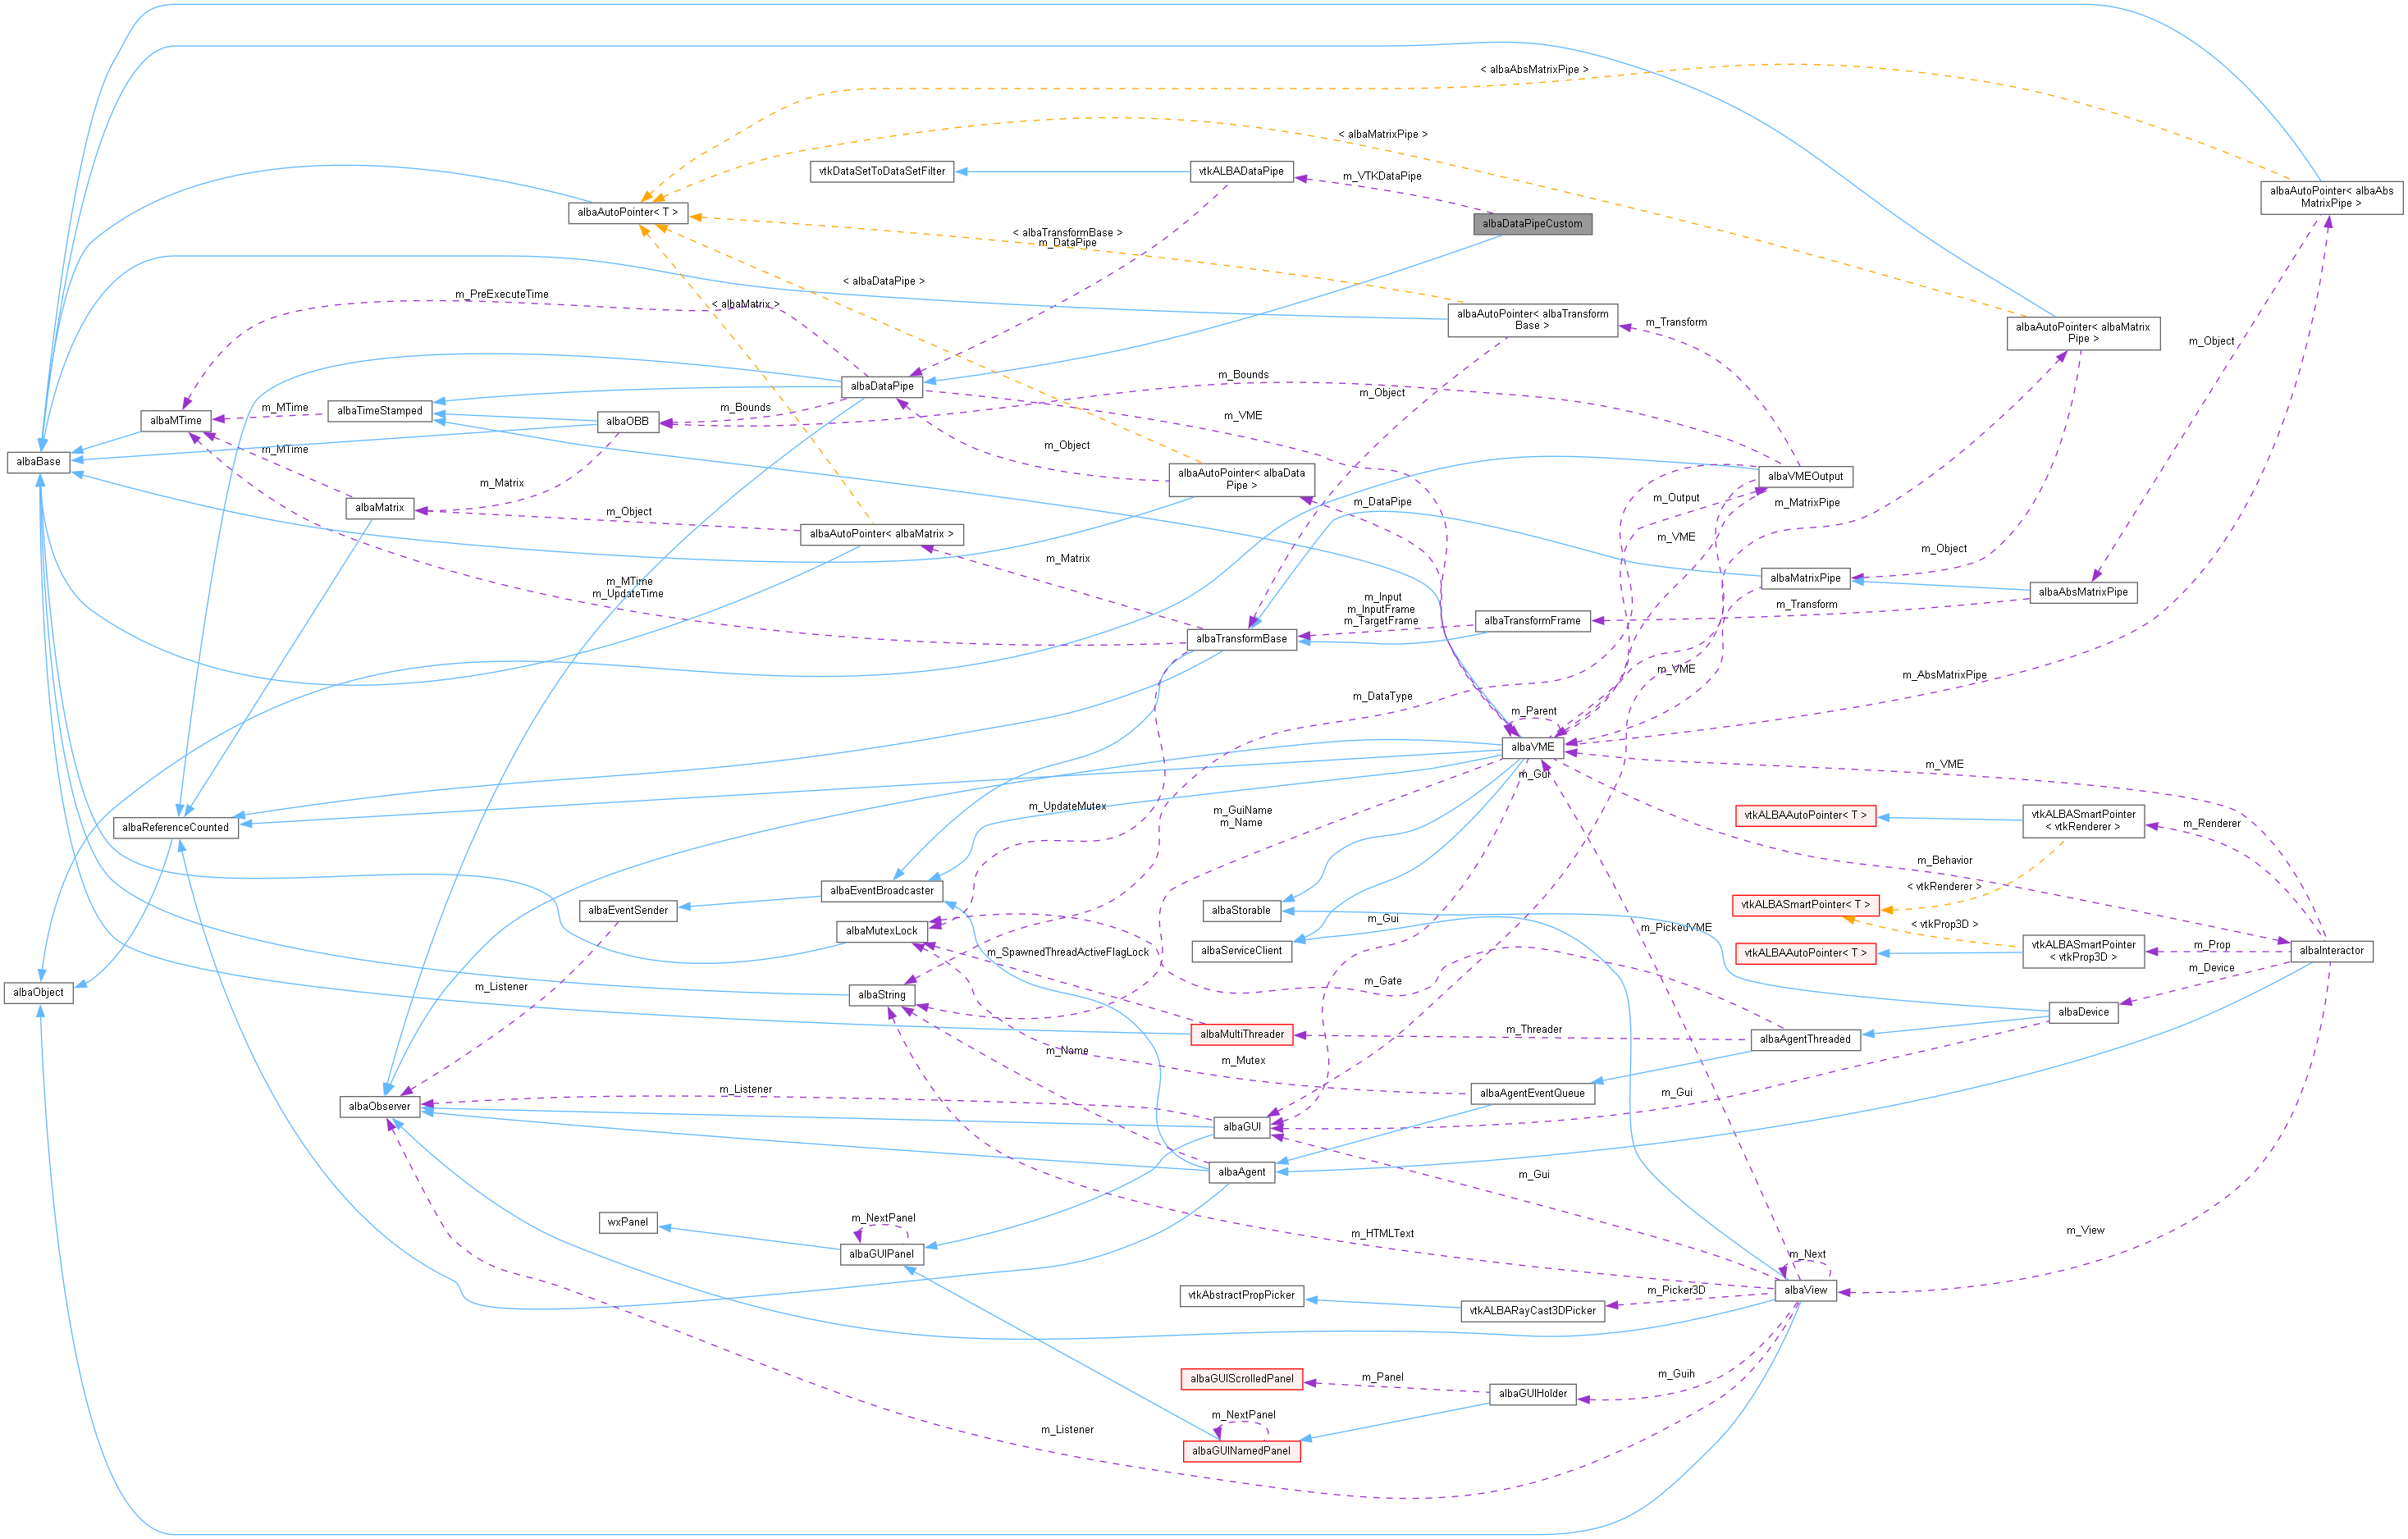 < albaAbsMatrixPipe >
< albaMatrixPipe >
vtkDataSetToDataSetFilter
vtkALBADataPipe
m_VTKDataPipe
albaAutoPointer< albaAbs
MatrixPipe >
albaAutoPointer< T >
albaDataPipeCustom
< albaTransformBase >
m_DataPipe
< albaDataPipe >
m_PreExecuteTime
< albaMatrix >
albaAutoPointer< albaTransform
Base >
m_Transform
albaAutoPointer< albaMatrix
Pipe >
m_Object
albaDataPipe
m_Bounds
m_Object
albaTimeStamped
m_MTime
albaMTime
albaOBB
m_Bounds
m_VME
m_Object
m_MTime
albaBase
albaAutoPointer< albaData
Pipe >
albaVMEOutput
m_Matrix
m_DataPipe
m_Output
m_MatrixPipe
albaMatrix
m_Object
albaAutoPointer< albaMatrix >
m_VME
m_Matrix
m_Object
m_MTime
m_UpdateTime
albaMatrixPipe
albaAbsMatrixPipe
m_Input
m_InputFrame
m_TargetFrame
m_Transform
albaTransformFrame
albaTransformBase
m_VME
m_AbsMatrixPipe
m_DataType
m_Parent
albaVME
m_VME
m_Gui
m_UpdateMutex
m_GuiName
m_Name
vtkALBAAutoPointer< T >
vtkALBASmartPointer
< vtkRenderer >
m_Renderer
albaReferenceCounted
m_Behavior
albaEventBroadcaster
< vtkRenderer >
albaEventSender
albaStorable
vtkALBASmartPointer< T >
m_Gui
m_PickedVME
< vtkProp3D >
albaMutexLock
albaServiceClient
m_SpawnedThreadActiveFlagLock
vtkALBAAutoPointer< T >
vtkALBASmartPointer
< vtkProp3D >
m_Prop
albaInteractor
m_Device
m_Listener
m_Gate
albaObject
albaString
albaDevice
albaMultiThreader
m_Threader
albaAgentThreaded
m_Name
m_Mutex
m_Listener
m_Gui
albaAgentEventQueue
albaObserver
albaGUI
albaAgent
m_Gui
wxPanel
m_NextPanel
m_HTMLText
m_View
albaGUIPanel
m_Next
vtkAbstractPropPicker
m_Picker3D
albaView
vtkALBARayCast3DPicker
albaGUIScrolledPanel
m_Panel
m_Guih
albaGUIHolder
m_NextPanel
m_Listener
albaGUINamedPanel